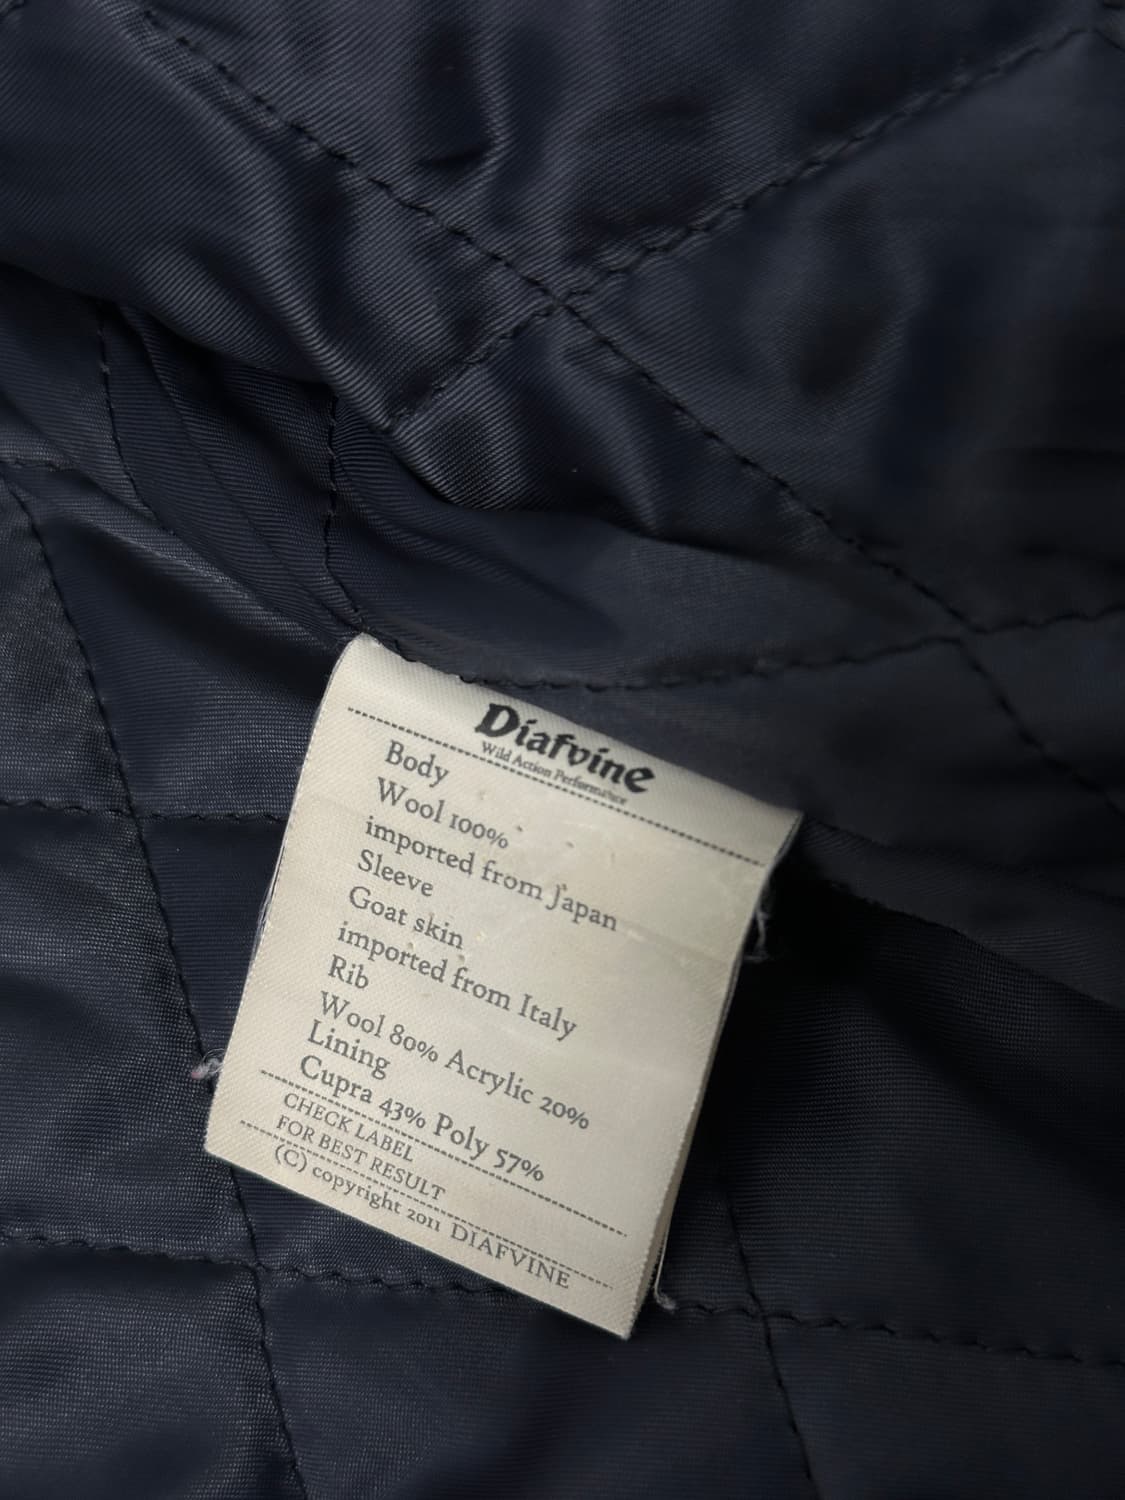 Diafvine
Wild Action Performance
Body
Wool 100%
imported from Japan
Sleeve
Goat skin
imported from Italy
Rib
Wool 80% Acrylic 20%
Lining
Cupra 43% Poly 57%
CHECK LABEL
FOR BEST RESULT
(C) copyright 2011 DIAFVINE